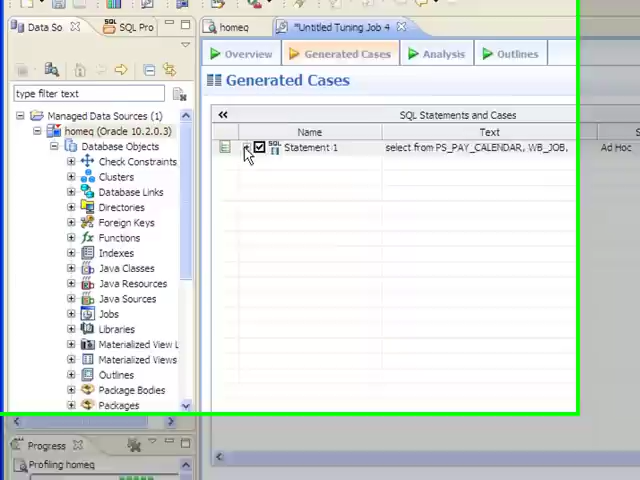 Data So
SQL Pro
homeq
*Untitled Tuning Job 4
Overview
Generated Cases
Analysis
Outlines
Generated Cases
type filter text
SQL Statements and Cases
Name
Text
S
Managed Data Sources (1)
homeq (Oracle 10.2.0.3)
SQL
Statement 1
select from PS_PAY_CALENDAR, WB_JOB,
Ad Hoc
Database Objects
Check Constraints
Clusters
Database Links
Directories
Foreign Keys
Functions
Indexes
Java Classes
Java Resources
Java Sources
Jobs
Libraries
Materialized View L
Materialized Views
Outlines
Package Bodies
Packages
Progress
Profiling homeq